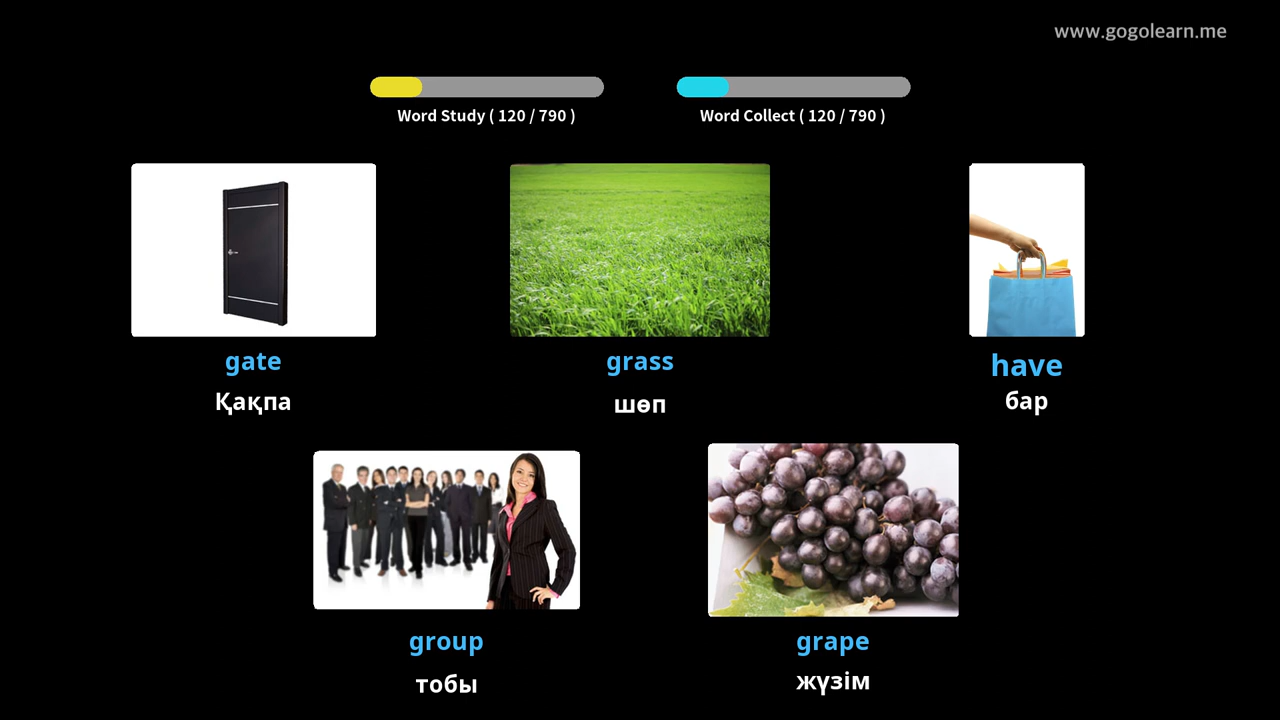 www.gogolearn.me
Word Study ( 120 / 790 )
Word Collect ( 120 / 790 )
gate
Қақпа
grass
шөп
have
бар
group
тобы
grape
жүзім